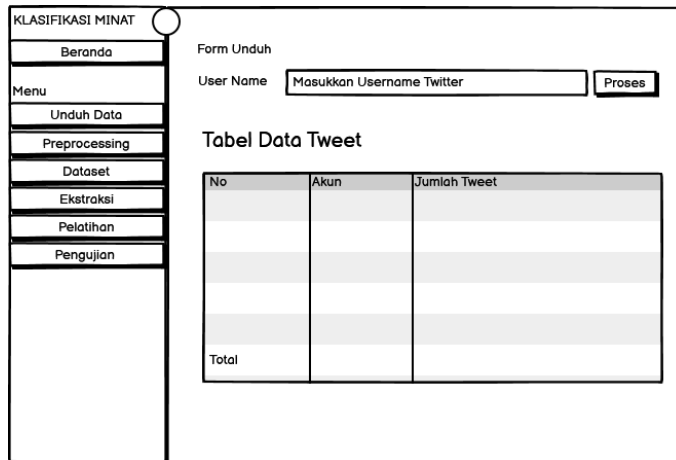 KLASIFIKASI MINAT
Beranda
Menu
Unduh Data
Preprocessing
Dataset
Ekstraksi
Pelatihan
Pengujian
Form Unduh
User Name Masukkan Username Twitter Proses
Tabel Data Tweet
No Akun Jumlah Tweet
Total